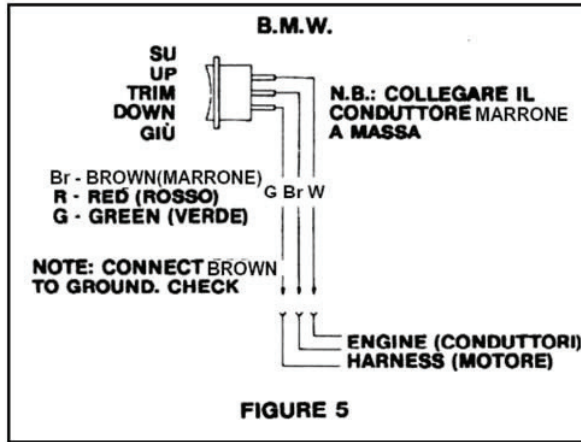 B.M.W.
SU
UP
TRIM
DOWN
GIÙ
N.B.: COLLEGARE IL
CONDUTTORE MARRONE
A MASSA
Br - BROWN(MARRONE)
R - RED (ROSSO)
G - GREEN (VERDE)
G Br W
NOTE: CONNECT BROWN
TO GROUND. CHECK
ENGINE (CONDUTTORI)
HARNESS (MOTORE)
FIGURE 5